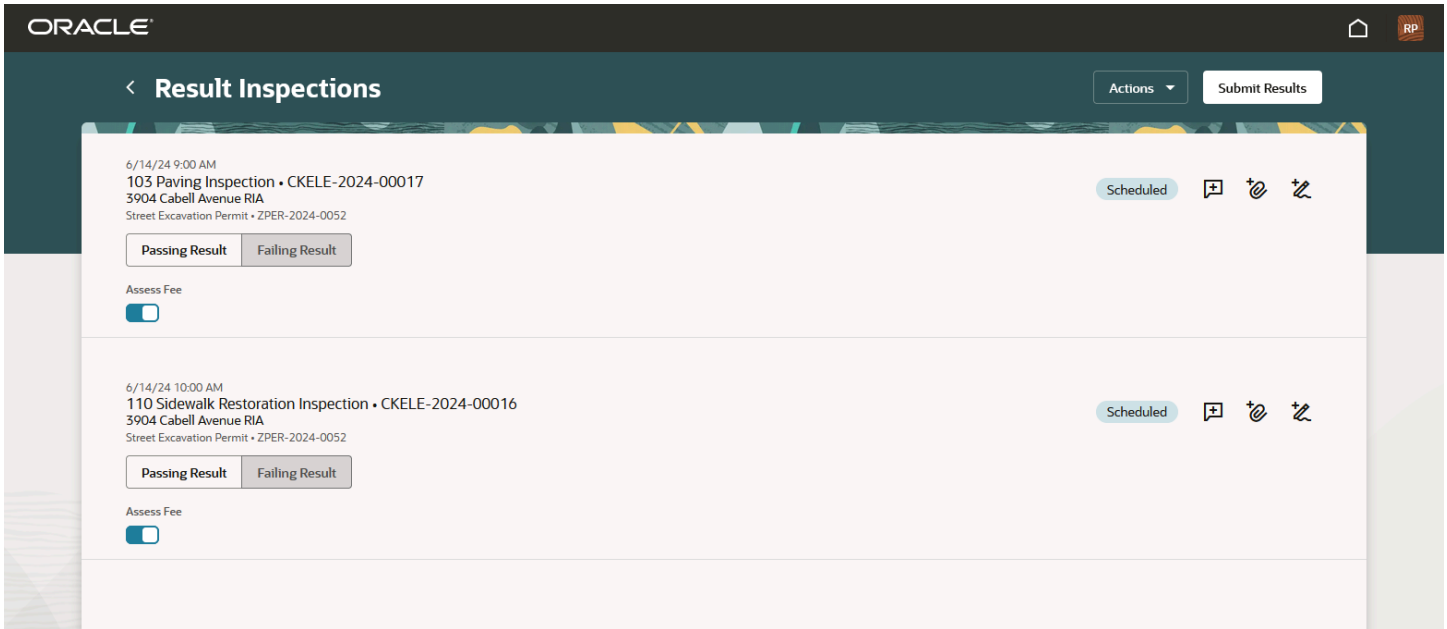 ORACLE
RP
Result Inspections
Actions
Submit Results
6/14/24 9:00 AM
103 Paving Inspection • CKELE-2024-00017
3904 Cabell Avenue RIA
Street Excavation Permit • ZPER-2024-0052
Scheduled
Passing Result Failing Result
Assess Fee
6/14/24 10:00 AM
110 Sidewalk Restoration Inspection • CKELE-2024-00016
3904 Cabell Avenue RIA
Street Excavation Permit • ZPER-2024-0052
Scheduled
Passing Result Failing Result
Assess Fee